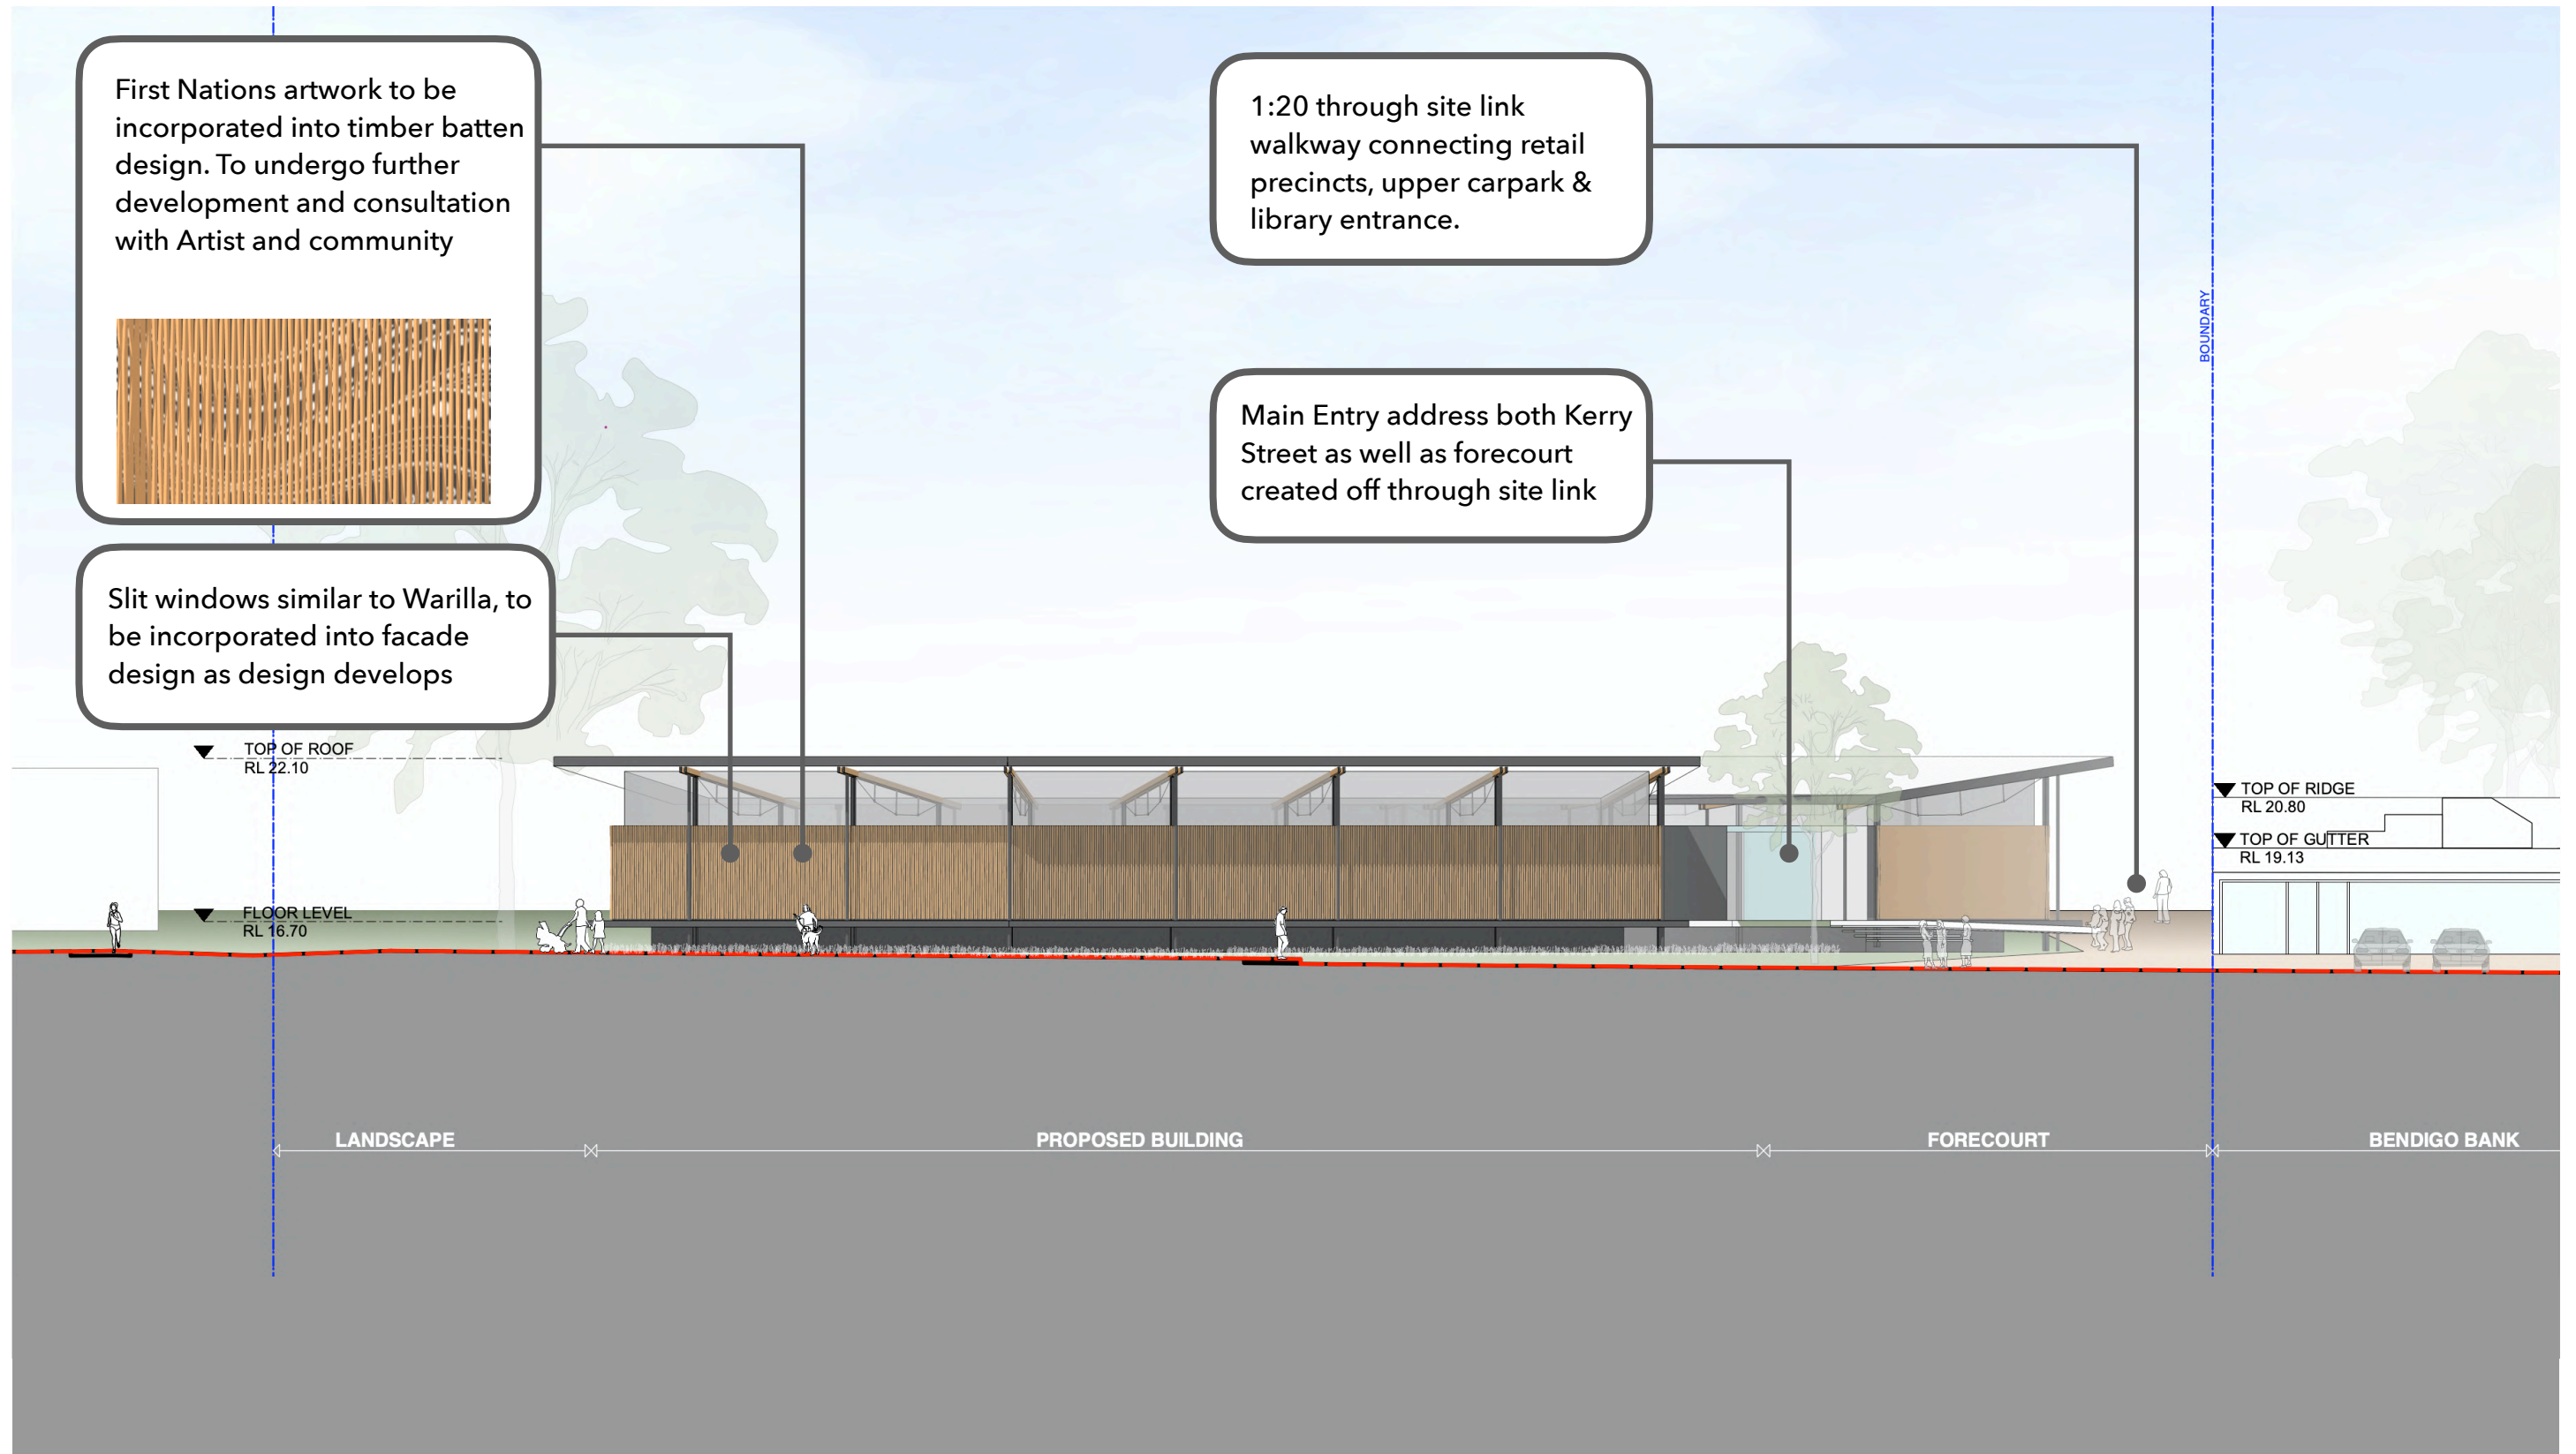 First Nations artwork to be
incorporated into timber batten
design. To undergo further
development and consultation
with Artist and community
Slit windows similar to Warilla, to
be incorporated into facade
design as design develops
1:20 through site link
walkway connecting retail
precincts, upper carpark &
library entrance.
Main Entry address both Kerry
Street as well as forecourt
created off through site link
BOUNDARY
TOP OF ROOF
RL 22.10
FLOOR LEVEL
RL 16.70
TOP OF RIDGE
RL 20.80
TOP OF GUTTER
RL 19.13
LANDSCAPE
PROPOSED BUILDING
FORECOURT
BENDIGO BANK